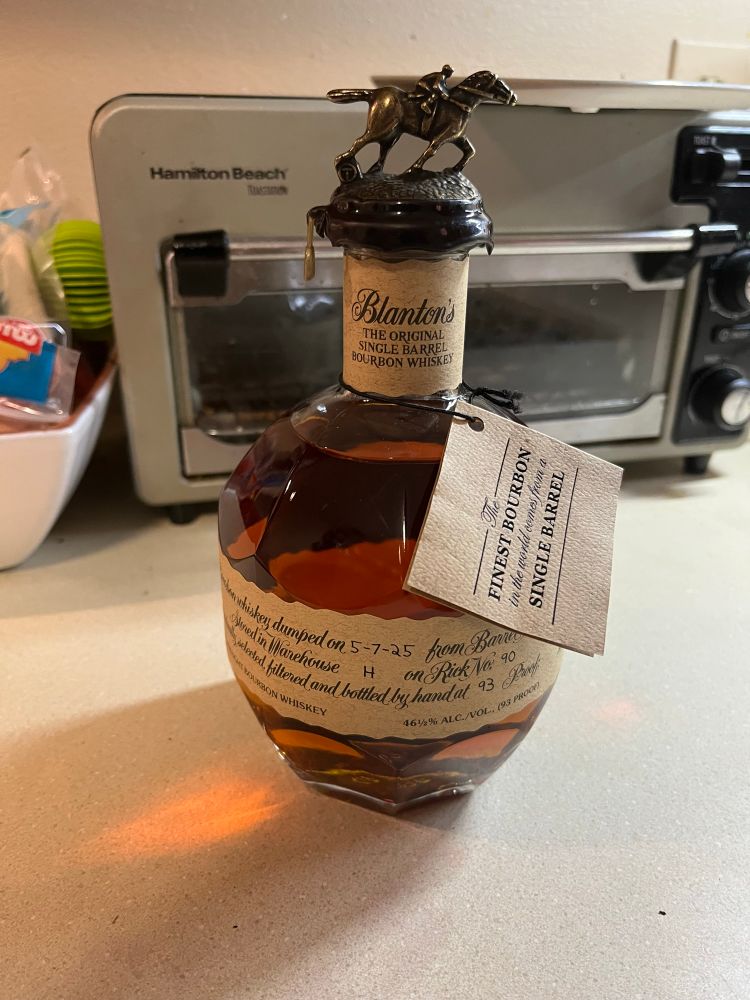 Hamilton Beach
T
Blanton's
THE ORIGINAL
SINGLE BARREL
BOURBON WHISKEY
The
FINEST BOURBON
in the world comes from a
SINGLE BARREL
whiskey dumped on 5-7-25 from Barrel
Stored in Warehouse H on Rick No. 90
selected, filtered and bottled by hand at 93 Proof
BOURBON WHISKEY
46½% ALC./VOL., (93 PROOF)